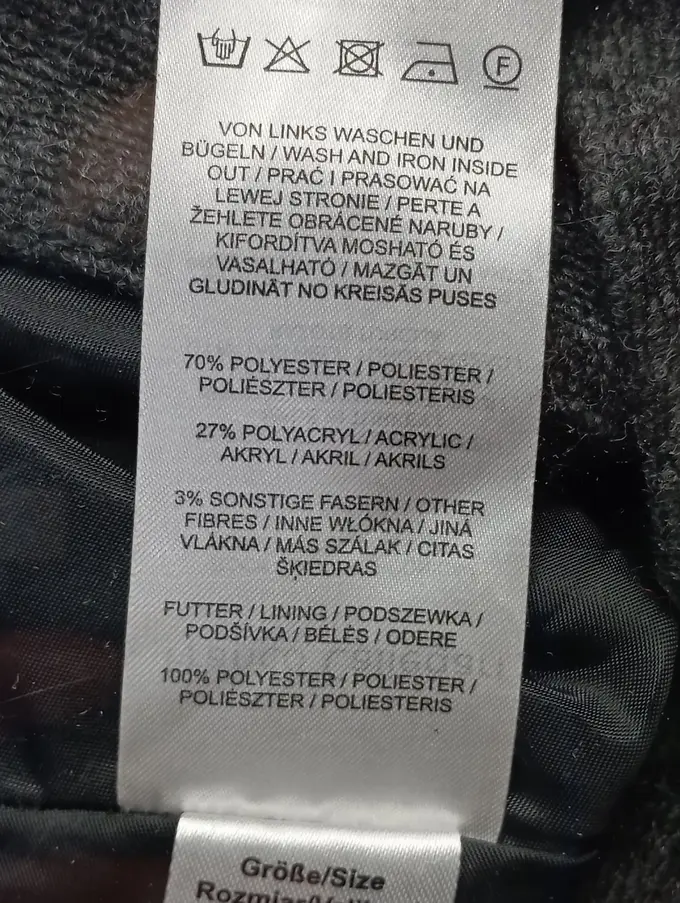 F
VON LINKS WASCHEN UND
BÜGELN / WASH AND IRON INSIDE
OUT / PRAĆ I PRASOWAĆ NA
LEWEJ STRONIE / PERTE A
ŽEHLETE OBRÁCENÉ NARUBY /
KIFORDÍTVA MOSHATÓ ÉS
VASALHATÓ / MAZGĀT UN
GLUDINĀT NO KREISĀS PUSES
70% POLYESTER / POLIESTER /
POLIÉSZTER / POLIESTERIS
27% POLYACRYL / ACRYLIC /
AKRYL / AKRIL / AKRILS
3% SONSTIGE FASERN / OTHER
FIBRES / INNE WŁÓKNA / JINÁ
VLÁKNA / MÁS SZÁLAK / CITAS
ŠĶIEDRAS
FUTTER / LINING / PODSZEWKA /
PODŠÍVKA / BÉLÉS / ODERE
100% POLYESTER / POLIESTER /
POLIÉSZTER / POLIESTERIS
Größe/Size